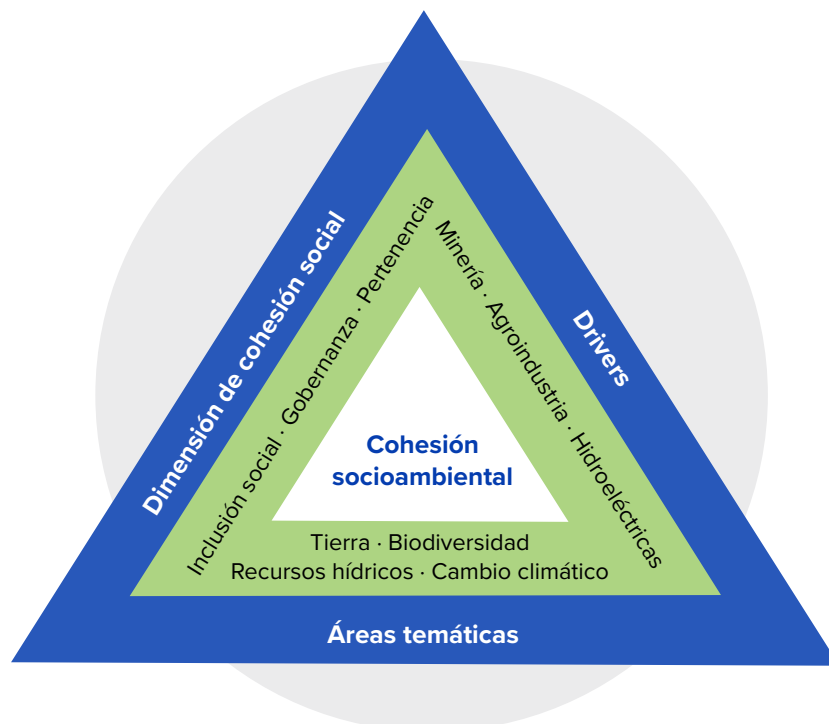 Dimensión de cohesión social
Inclusión social · Gobernanza · Pertenencia
Minería · Agroindustria · Hidroeléctricas
Drivers
Cohesión
socioambiental
Tierra · Biodiversidad
Recursos hídricos · Cambio climático
Áreas temáticas